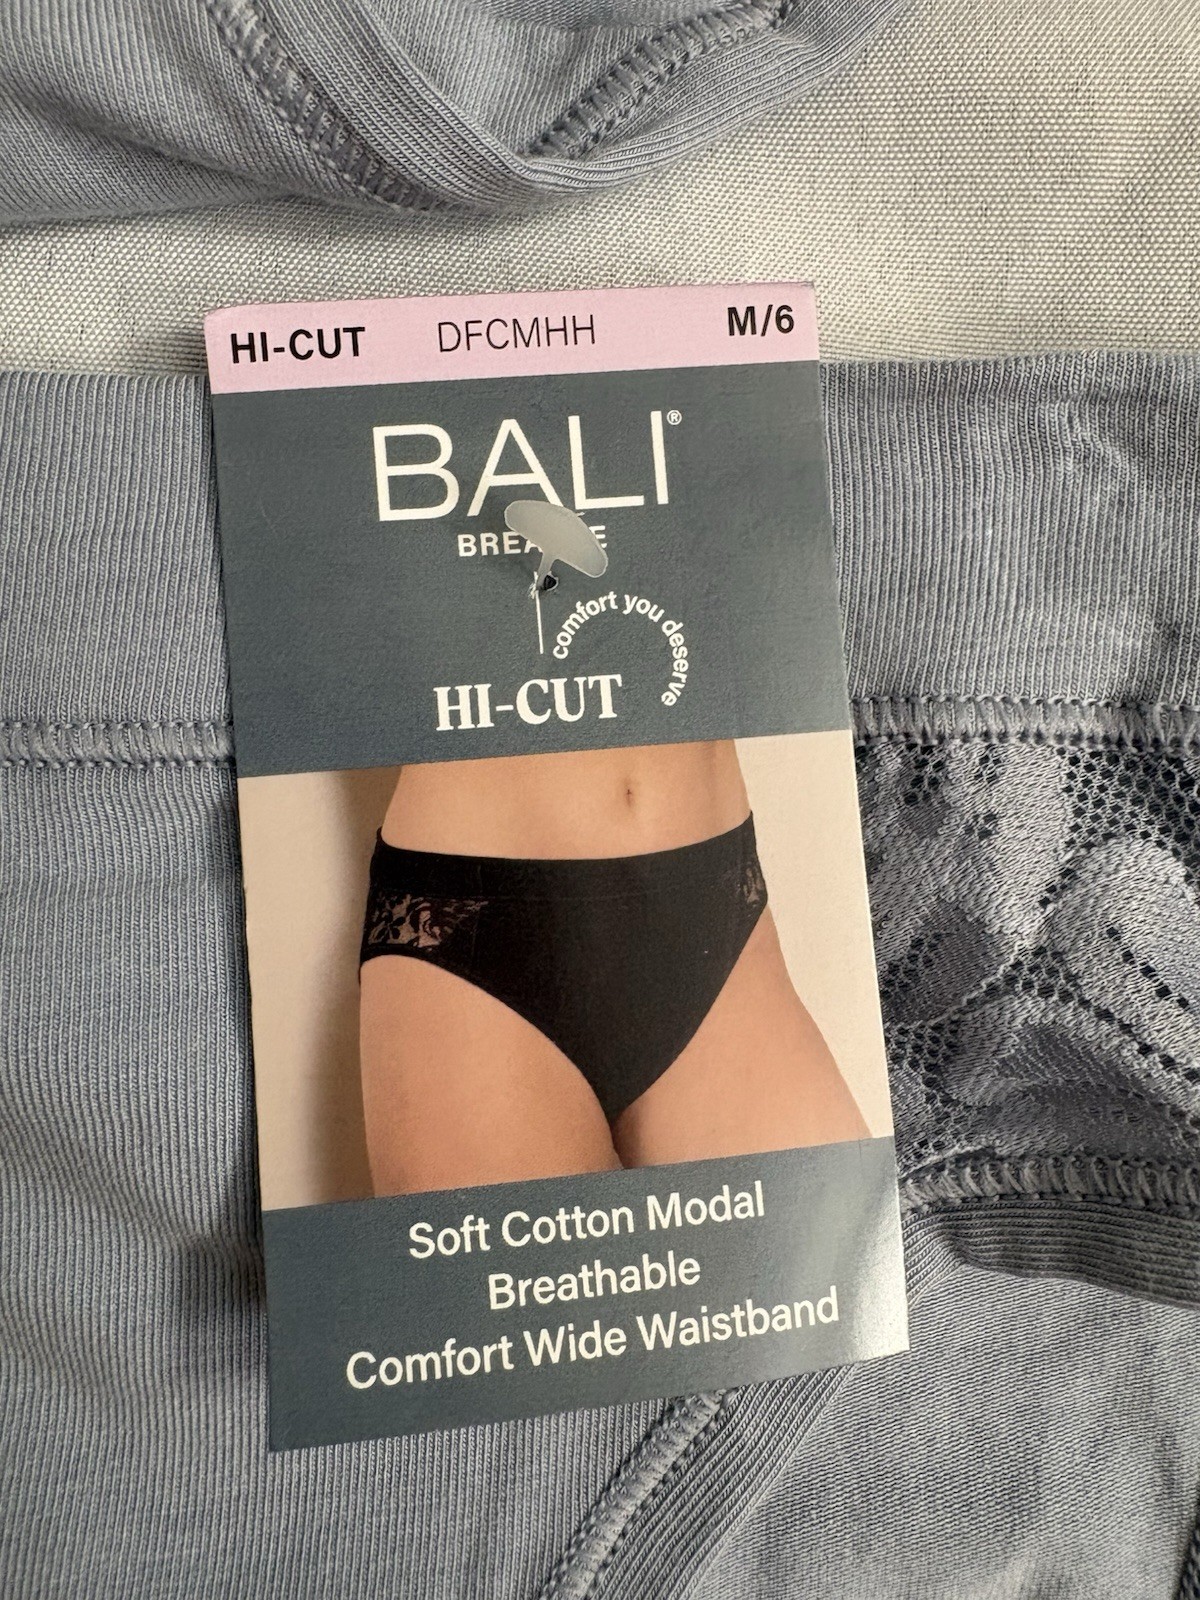 HI-CUT DFCMHH M/6
BALI®
comfort you deserve
HI-CUT
Soft Cotton Modal
Breathable
Comfort Wide Waistband